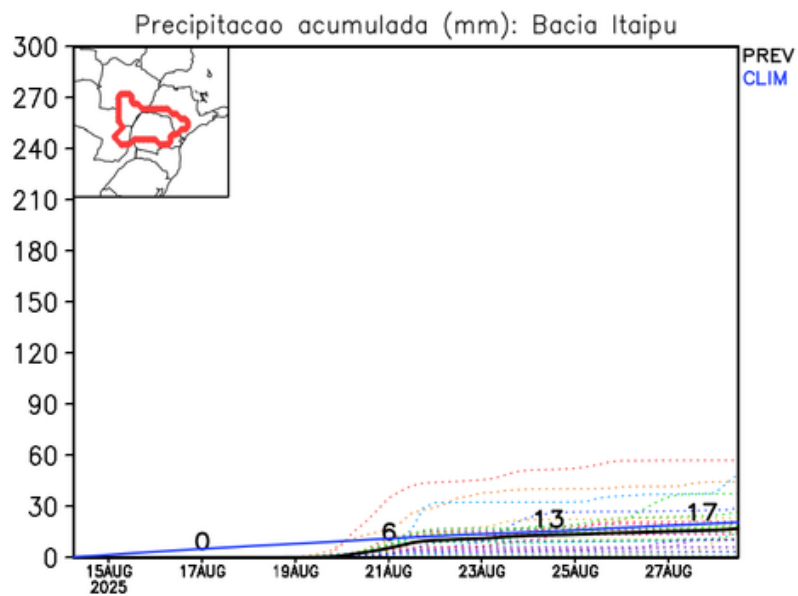 Precipitacao acumulada (mm): Bacia Itaipu
PREV
CLIM
300
270
240
210
180
150
120
90
60
30
0
0
6
13
17
15AUG
2025
17AUG
19AUG
21AUG
23AUG
25AUG
27AUG